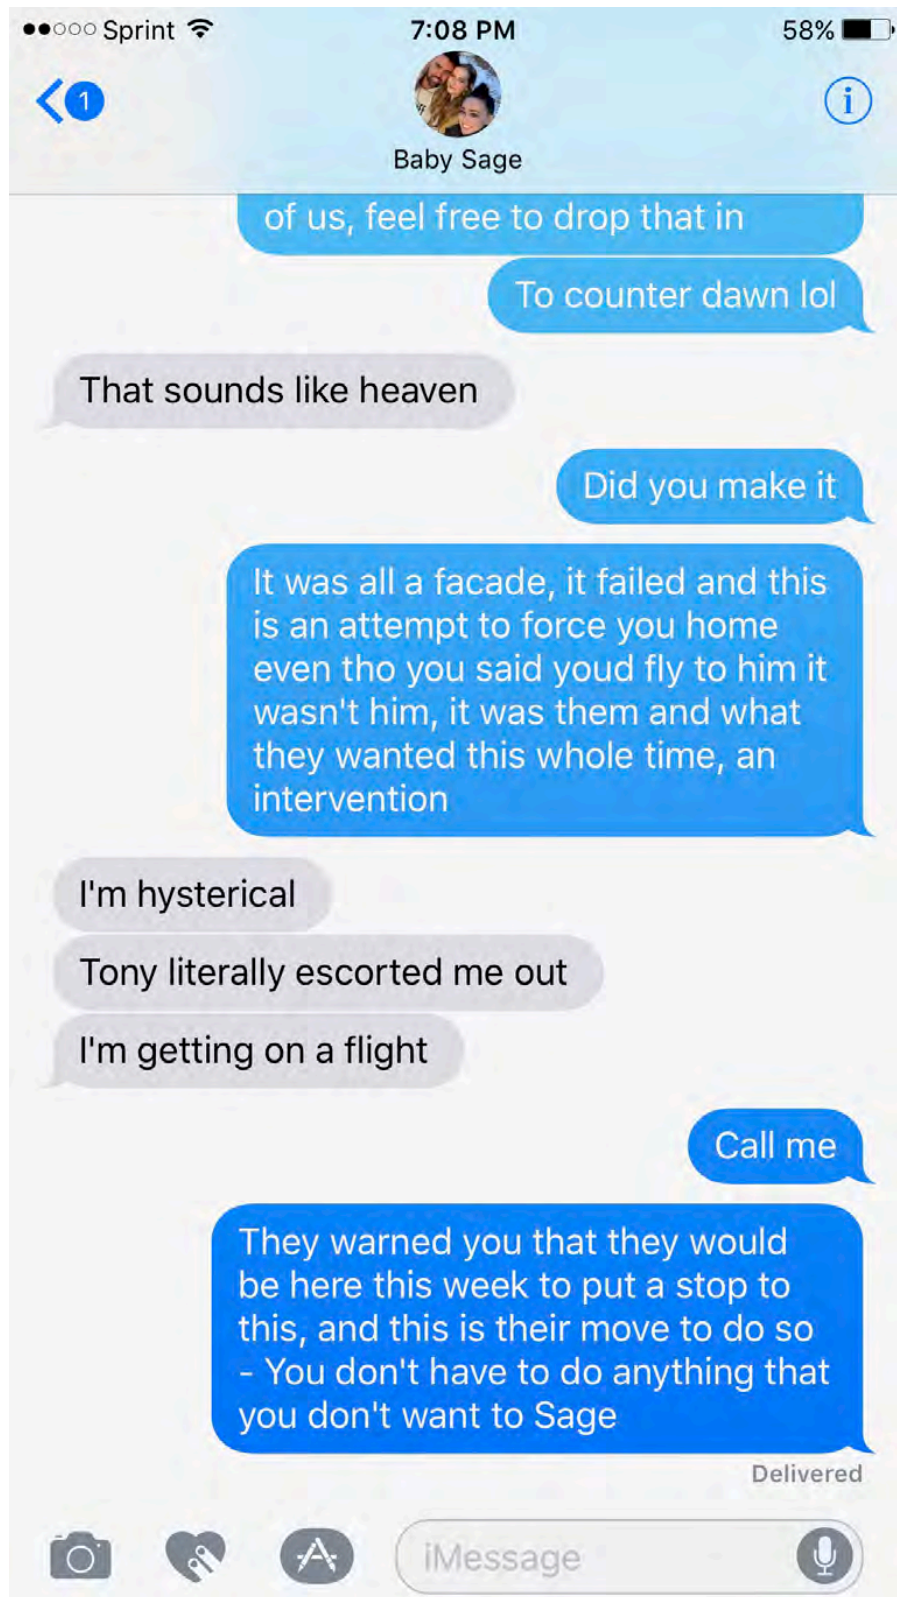 Sprint 7:08 PM 58%
1
i
Baby Sage
of us, feel free to drop that in
To counter dawn lol
That sounds like heaven
Did you make it
It was all a facade, it failed and this
is an attempt to force you home
even tho you said youd fly to him it
wasn't him, it was them and what
they wanted this whole time, an
intervention
I'm hysterical
Tony literally escorted me out
I'm getting on a flight
Call me
They warned you that they would
be here this week to put a stop to
this, and this is their move to do so
- You don't have to do anything that
you don't want to Sage
Delivered
iMessage